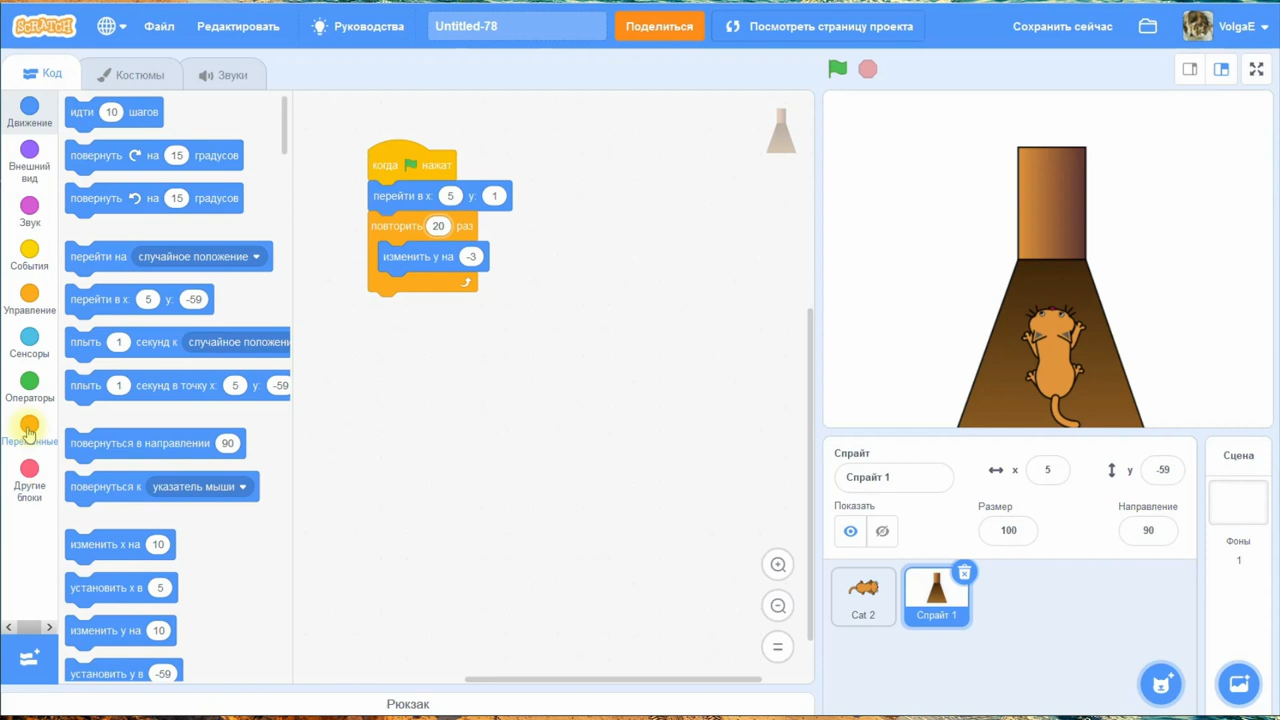 SCRATCH
Файл
Редактировать
Руководства
Untitled-78
Поделиться
Посмотреть страницу проекта
Сохранить сейчас
VolgaE
Код
Костюмы
Звуки
Движение
Внешний
вид
Звук
События
Управление
Сенсоры
Операторы
Переменные
Другие
блоки
идти 10 шагов
повернуть на 15 градусов
повернуть на 15 градусов
перейти на случайное положение
перейти в x: 5 y: -59
плыть 1 секунд к случайное положени
плыть 1 секунд в точку x: 5 y: -59
повернуться в направлении 90
повернуться к указатель мыши
изменить x на 10
установить x в 5
изменить y на 10
установить y в -59
когда нажат
перейти в x: 5 y: 1
повторить 20 раз
изменить y на -3
Рюкзак
Спрайт
Спрайт 1
x 5
y -59
Показать
Размер
100
Направление
90
Cat 2
Спрайт 1
Сцена
Фоны
1